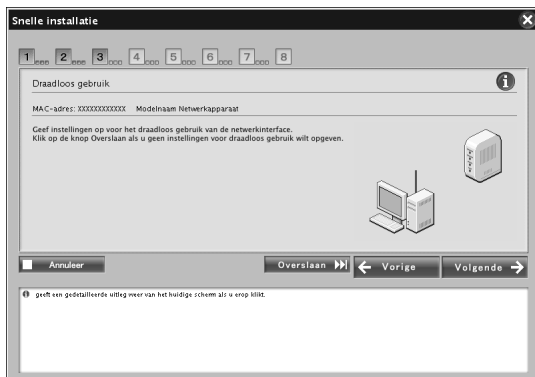 Snelle installatie
1 2 3 4 5 6 7 8
Draadloos gebruik
MAC-adres: XXXXXXXXXXXX Modelnaam Netwerkapparaat
Geef instellingen op voor het draadloos gebruik van de netwerkinterface.
Klik op de knop Overslaan als u geen instellingen voor draadloos gebruik wilt opgeven.
Annuleer Overslaan Vorige Volgende
geeft een gedetailleerde uitleg weer van het huidige scherm als u erop klikt.